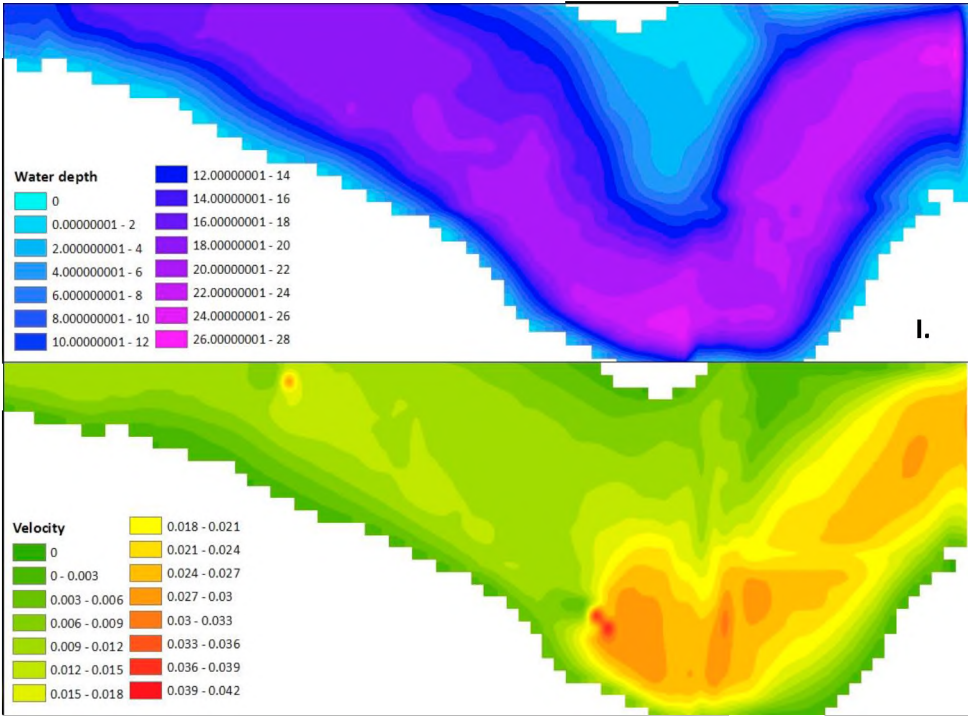 Water depth
0
0.00000001 - 2
2.000000001 - 4
4.000000001 - 6
6.000000001 - 8
8.000000001 - 10
10.00000001 - 12
12.00000001 - 14
14.00000001 - 16
16.00000001 - 18
18.00000001 - 20
20.00000001 - 22
22.00000001 - 24
24.00000001 - 26
26.00000001 - 28
I.
Velocity
0
0 - 0.003
0.003 - 0.006
0.006 - 0.009
0.009 - 0.012
0.012 - 0.015
0.015 - 0.018
0.018 - 0.021
0.021 - 0.024
0.024 - 0.027
0.027 - 0.03
0.03 - 0.033
0.033 - 0.036
0.036 - 0.039
0.039 - 0.042